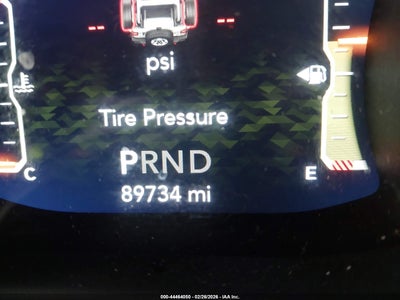 -- --
psi
Tire Pressure
PRND
C E
89734 mi
000-44464050 - 02/26/2026 - IAA Inc.